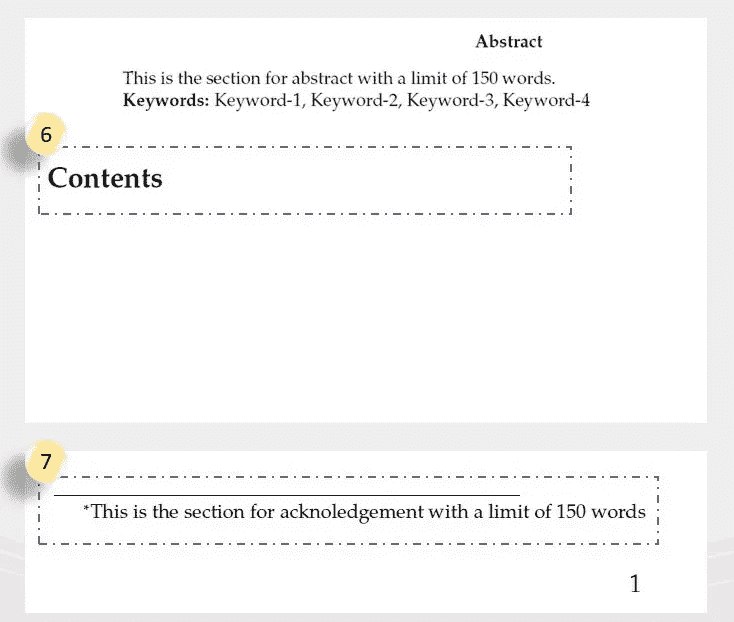 Abstract
This is the section for abstract with a limit of 150 words.
Keywords: Keyword-1, Keyword-2, Keyword-3, Keyword-4
6
Contents
7
*This is the section for acknoledgement with a limit of 150 words
1